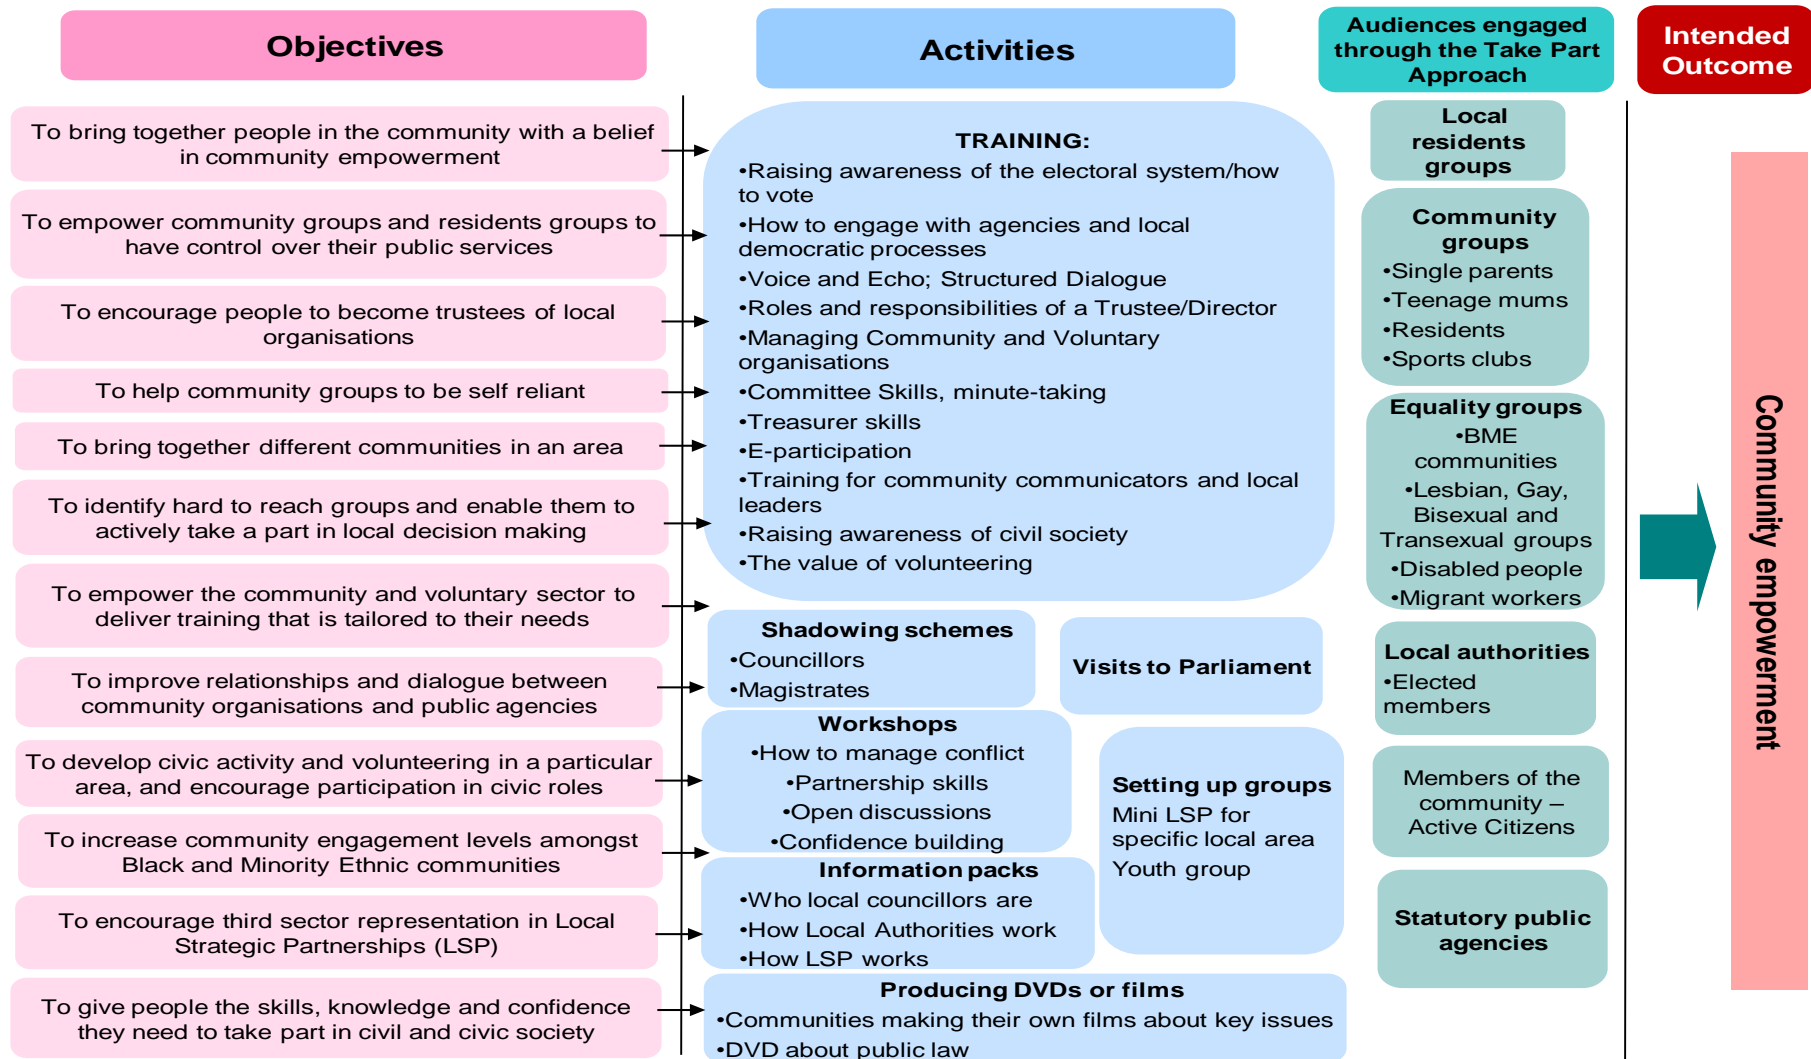 Objectives
To bring together people in the community with a belief
in community empowerment
To empower community groups and residents groups to
have control over their public services
To encourage people to become trustees of local
organisations
To help community groups to be self reliant
To bring together different communities in an area
To identify hard to reach groups and enable them to
actively take a part in local decision making
To empower the community and voluntary sector to
deliver training that is tailored to their needs
To improve relationships and dialogue between
community organisations and public agencies
To develop civic activity and volunteering in a particular
area, and encourage participation in civic roles
To increase community engagement levels amongst
Black and Minority Ethnic communities
To encourage third sector representation in Local
Strategic Partnerships (LSP)
To give people the skills, knowledge and confidence
they need to take part in civil and civic society
Activities
TRAINING:
•Raising awareness of the electoral system/how
to vote
•How to engage with agencies and local
democratic processes
•Voice and Echo; Structured Dialogue
•Roles and responsibilities of a Trustee/Director
•Managing Community and Voluntary
organisations
•Committee Skills, minute-taking
•Treasurer skills
•E-participation
•Training for community communicators and local
leaders
•Raising awareness of civil society
•The value of volunteering
Shadowing schemes
•Councillors
•Magistrates
Visits to Parliament
Workshops
•How to manage conflict
•Partnership skills
•Open discussions
•Confidence building
Setting up groups
Mini LSP for
specific local area
Youth group
Information packs
•Who local councillors are
•How Local Authorities work
•How LSP works
Producing DVDs or films
•Communities making their own films about key issues
•DVD about public law
Audiences engaged
through the Take Part
Approach
Local
residents
groups
Community
groups
•Single parents
•Teenage mums
•Residents
•Sports clubs
Equality groups
•BME
communities
•Lesbian, Gay,
Bisexual and
Transexual groups
•Disabled people
•Migrant workers
Local authorities
•Elected
members
Members of the
community –
Active Citizens
Statutory public
agencies
Intended
Outcome
Community empowerment